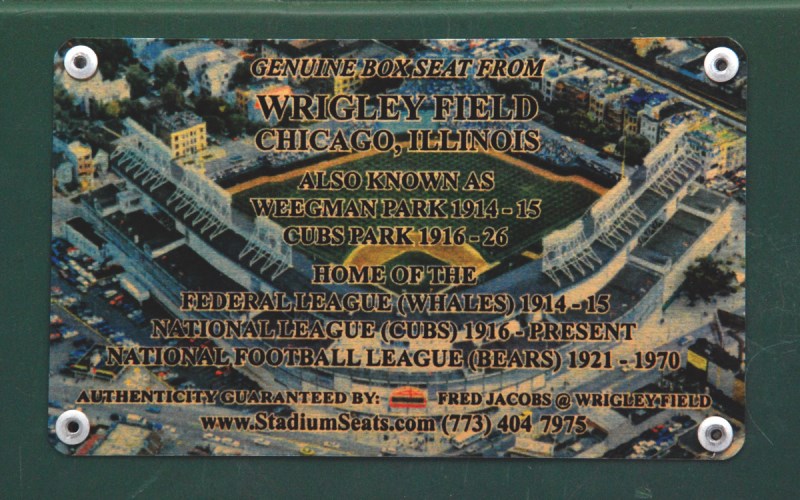 GENUINE BOX SEAT FROM
WRIGLEY FIELD
CHICAGO, ILLINOIS
ALSO KNOWN AS
WEEGMAN PARK 1914 - 15
CUBS PARK 1916 - 26
HOME OF THE
FEDERAL LEAGUE (WHALES) 1914 - 15
NATIONAL LEAGUE (CUBS) 1916 - PRESENT
NATIONAL FOOTBALL LEAGUE (BEARS) 1921 - 1970
AUTHENTICITY GUARANTEED BY: FRED JACOBS @ WRIGLEY FIELD
www.StadiumSeats.com (773) 404 7975